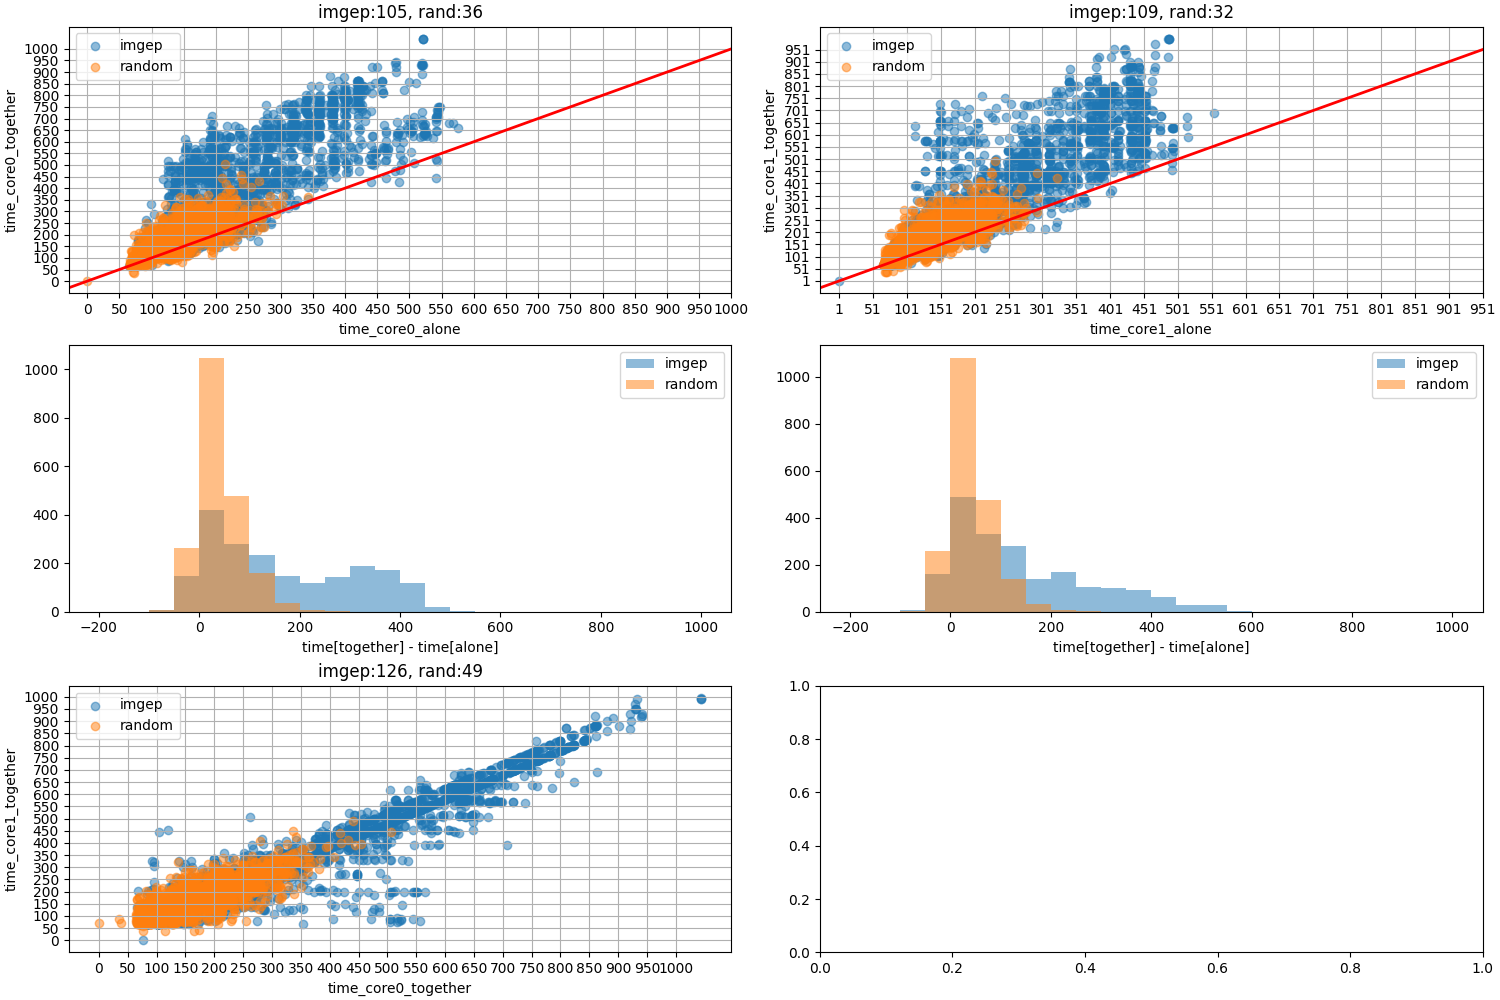 imgep:105, rand:36
imgep
random
time_core0_together
1000
950
900
850
800
750
700
650
600
550
500
450
400
350
300
250
200
150
100
50
0
0 50 100 150 200 250 300 350 400 450 500 550 600 650 700 750 800 850 900 950 1000
time_core0_alone
imgep:109, rand:32
imgep
random
time_core1_together
951
901
851
801
751
701
651
601
551
501
451
401
351
301
251
201
151
101
51
1
1 51 101 151 201 251 301 351 401 451 501 551 601 651 701 751 801 851 901 951
time_core1_alone
imgep
random
1000
800
600
400
200
0
−200 0 200 400 600 800 1000
time[together] - time[alone]
imgep
random
1000
800
600
400
200
0
−200 0 200 400 600 800 1000
time[together] - time[alone]
imgep:126, rand:49
imgep
random
time_core1_together
1000
950
900
850
800
750
700
650
600
550
500
450
400
350
300
250
200
150
100
50
0
0 50 100 150 200 250 300 350 400 450 500 550 600 650 700 750 800 850 900 950 1000
time_core0_together
1.0
0.8
0.6
0.4
0.2
0.0
0.0 0.2 0.4 0.6 0.8 1.0